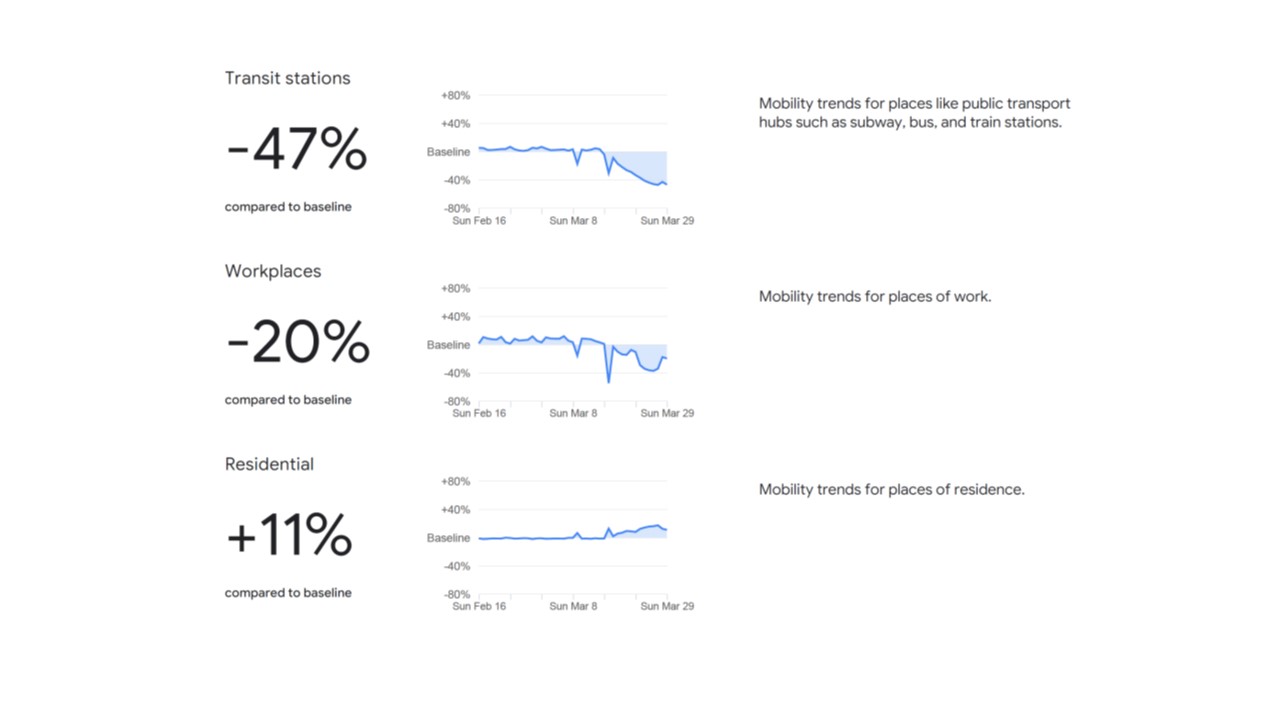 Transit stations
-47%
compared to baseline
+80%
+40%
Baseline
-40%
-80%
Sun Feb 16 Sun Mar 8 Sun Mar 29
Mobility trends for places like public transport
hubs such as subway, bus, and train stations.
Workplaces
-20%
compared to baseline
+80%
+40%
Baseline
-40%
-80%
Sun Feb 16 Sun Mar 8 Sun Mar 29
Mobility trends for places of work.
Residential
+11%
compared to baseline
+80%
+40%
Baseline
-40%
-80%
Sun Feb 16 Sun Mar 8 Sun Mar 29
Mobility trends for places of residence.